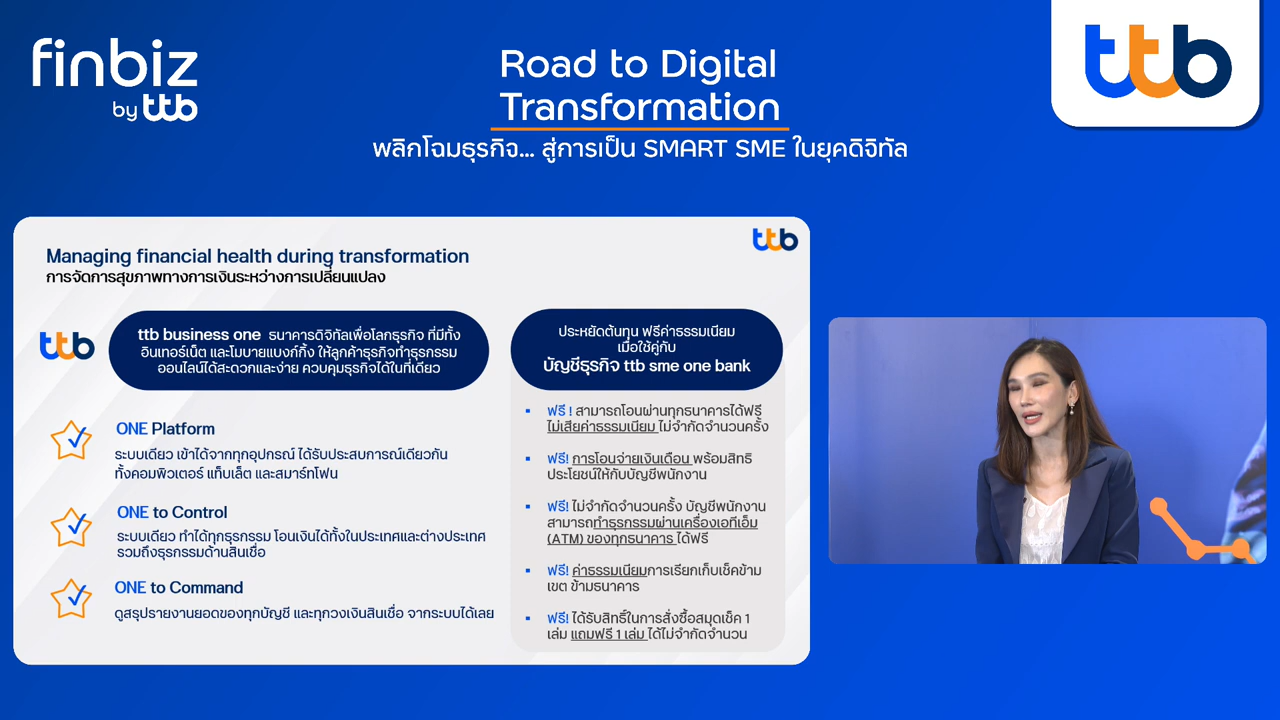 finbiz
by ttb
Road to Digital
Transformation
พลิกโฉมธุรกิจ... สู่การเป็น SMART SME ในยุคดิจิทัล
ttb
ttb
Managing financial health during transformation
การจัดการสุขภาพทางการเงินระหว่างการเปลี่ยนแปลง
ttb
ttb business one ธนาคารดิจิทัลเพื่อโลกธุรกิจ ที่มีทั้ง
อินเทอร์เน็ต และโมบายแบงก์กิ้ง ให้ลูกค้าธุรกิจทำธุรกรรม
ออนไลน์ได้สะดวกและง่าย ควบคุมธุรกิจได้ในที่เดียว
ONE Platform
ระบบเดียว เข้าได้จากทุกอุปกรณ์ ได้รับประสบการณ์เดียวกัน
ทั้งคอมพิวเตอร์ แท็บเล็ต และสมาร์ทโฟน
ONE to Control
ระบบเดียว ทำได้ทุกธุรกรรม โอนเงินได้ทั้งในประเทศและต่างประเทศ
รวมถึงธุรกรรมด้านสินเชื่อ
ONE to Command
ดูสรุปรายงานยอดของทุกบัญชี และทุกวงเงินสินเชื่อ จากระบบได้เลย
ประหยัดต้นทุน ฟรีค่าธรรมเนียม
เมื่อใช้คู่กับ
บัญชีธุรกิจ ttb sme one bank
ฟรี ! สามารถโอนผ่านทุกธนาคารได้ฟรี
ไม่เสียค่าธรรมเนียม ไม่จำกัดจำนวนครั้ง
ฟรี! การโอนจ่ายเงินเดือน พร้อมสิทธิ
ประโยชน์ให้กับบัญชีพนักงาน
ฟรี! ไม่จำกัดจำนวนครั้ง บัญชีพนักงาน
สามารถทำธุรกรรมผ่านเครื่องเอทีเอ็ม
(ATM) ของทุกธนาคาร ได้ฟรี
ฟรี! ค่าธรรมเนียมการเรียกเก็บเช็คข้าม
เขต ข้ามธนาคาร
ฟรี! ได้รับสิทธิ์ในการสั่งซื้อสมุดเช็ค 1
เล่ม แถมฟรี 1 เล่ม ได้ไม่จำกัดจำนวน